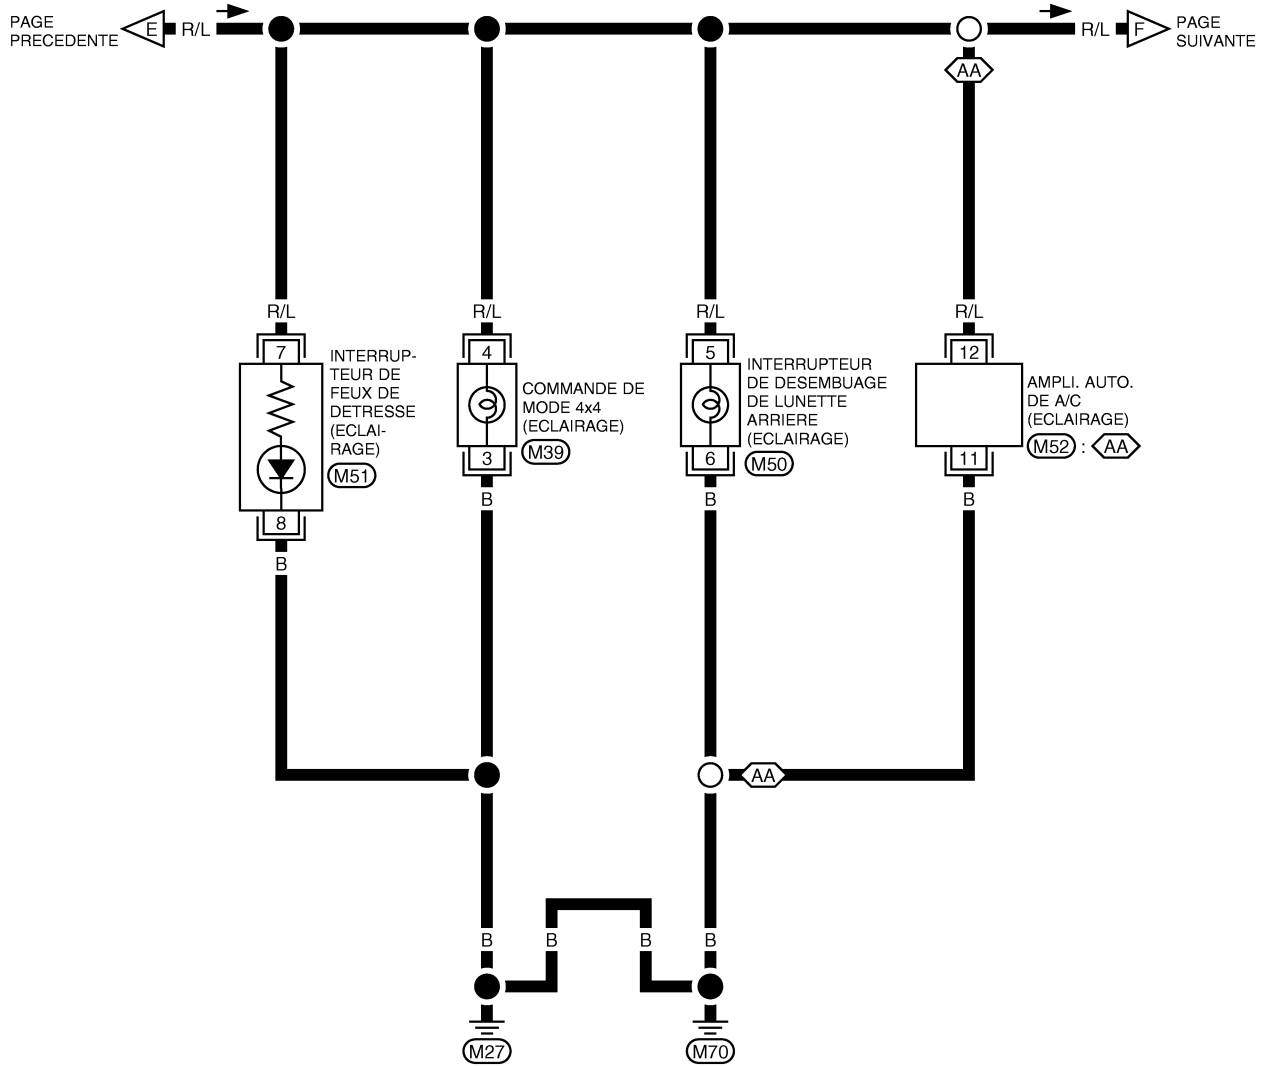 PAGE
PRECEDENTE
E
R/L
R/L
F
PAGE
SUIVANTE
AA
R/L
R/L
R/L
R/L
7
4
5
12
INTERRUP-
TEUR DE
FEUX DE
DETRESSE
(ECLAI-
RAGE)
M51
COMMANDE DE
MODE 4x4
(ECLAIRAGE)
M39
INTERRUPTEUR
DE DESEMBUAGE
DE LUNETTE
ARRIERE
(ECLAIRAGE)
M50
AMPLI. AUTO.
DE A/C
(ECLAIRAGE)
M52 : AA
3
6
11
B
B
B
8
B
AA
B
B
B
B
M27
M70